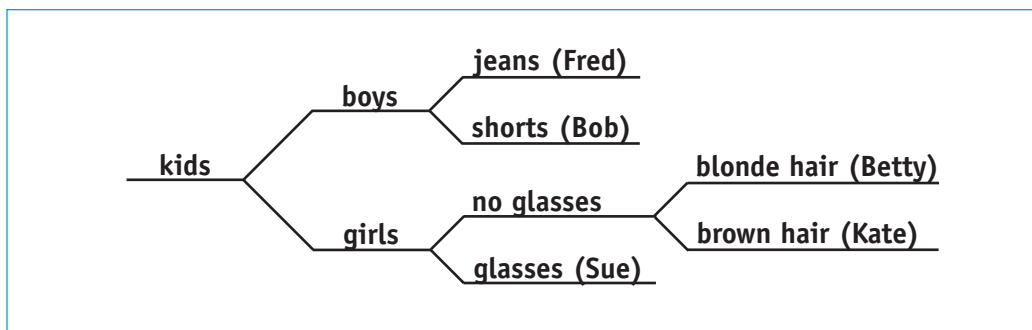 kids
boys
jeans (Fred)
shorts (Bob)
girls
no glasses
blonde hair (Betty)
brown hair (Kate)
glasses (Sue)